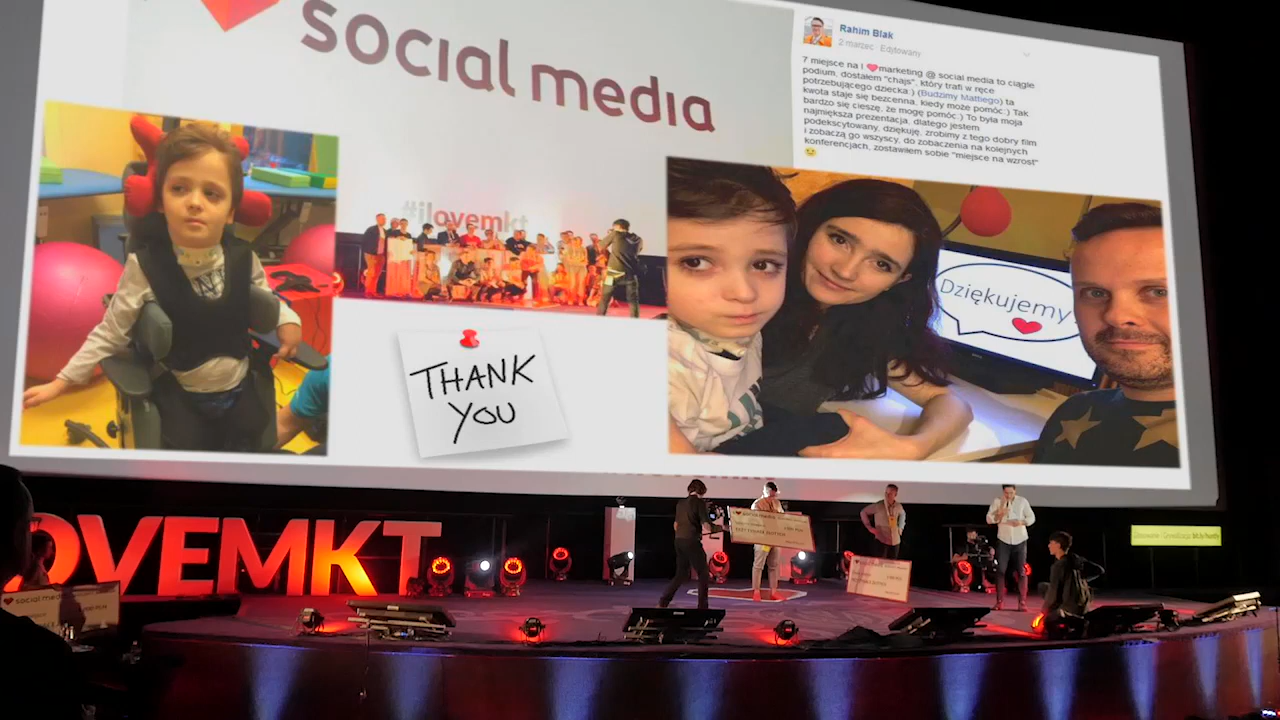 social media
Rahim Blak
2 marzec · Edytowany
7 miejsce na I ❤marketing @ social media to ciągle
podium, dostałem "chajs", który trafi w ręce
potrzebującego dziecka:) (Budzimy Mattiego) ta
kwota staje się bezcenna, kiedy może pomóc:) Tak
bardzo się cieszę, że mogę pomóc:) To była moja
największa prezentacja, dlatego jestem
podekscytowany, dziękuję, zrobimy z tego dobry film
i zobaczą go wszyscy, do zobaczenia na kolejnych
konferencjach, zostawiłem sobie "miejsce na wzrost"
#ilovemkt
Dziękujemy
THANK
YOU
OVEMKT
social media